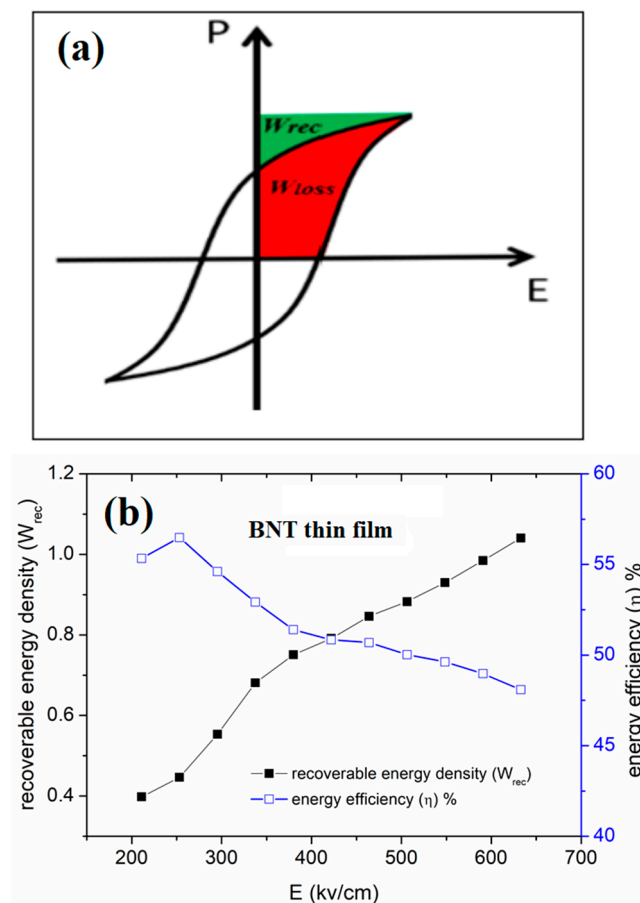 (a)
P
Wrec
Wloss
E
(b)
BNT thin film
1.2
1.0
0.8
0.6
0.4
recoverable energy density (Wrec)
60
55
50
45
40
energy efficiency (η) %
recoverable energy density (Wrec)
energy efficiency (η) %
200 300 400 500 600 700
E (kv/cm)